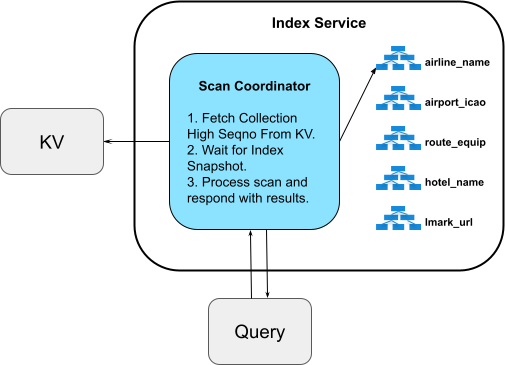 Index Service
Scan Coordinator
1. Fetch Collection
High Seqno From KV.
2. Wait for Index
Snapshot.
3. Process scan and
respond with results.
airline_name
airport_icao
route_equip
hotel_name
lmark_url
KV
Query